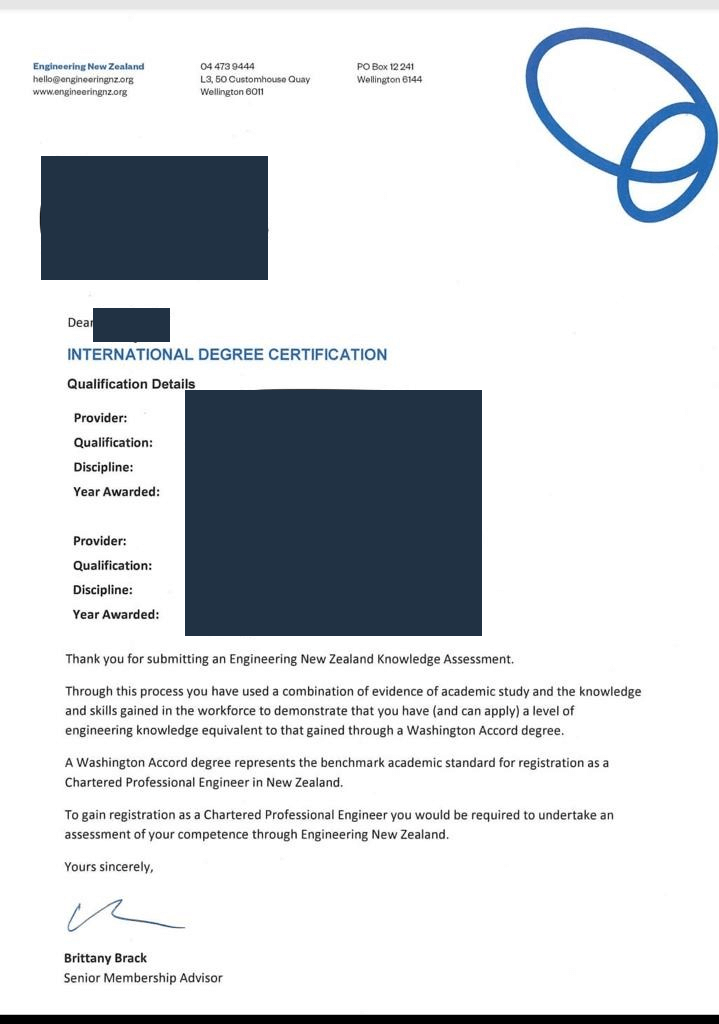 Engineering New Zealand
hello@engineeringnz.org
www.engineeringnz.org
04 473 9444
L3, 50 Customhouse Quay
Wellington 6011
PO Box 12 241
Wellington 6144
Dear
INTERNATIONAL DEGREE CERTIFICATION
Qualification Details
Provider:
Qualification:
Discipline:
Year Awarded:
Provider:
Qualification:
Discipline:
Year Awarded:
Thank you for submitting an Engineering New Zealand Knowledge Assessment.
Through this process you have used a combination of evidence of academic study and the knowledge
and skills gained in the workforce to demonstrate that you have (and can apply) a level of
engineering knowledge equivalent to that gained through a Washington Accord degree.
A Washington Accord degree represents the benchmark academic standard for registration as a
Chartered Professional Engineer in New Zealand.
To gain registration as a Chartered Professional Engineer you would be required to undertake an
assessment of your competence through Engineering New Zealand.
Yours sincerely,
Brittany Brack
Senior Membership Advisor